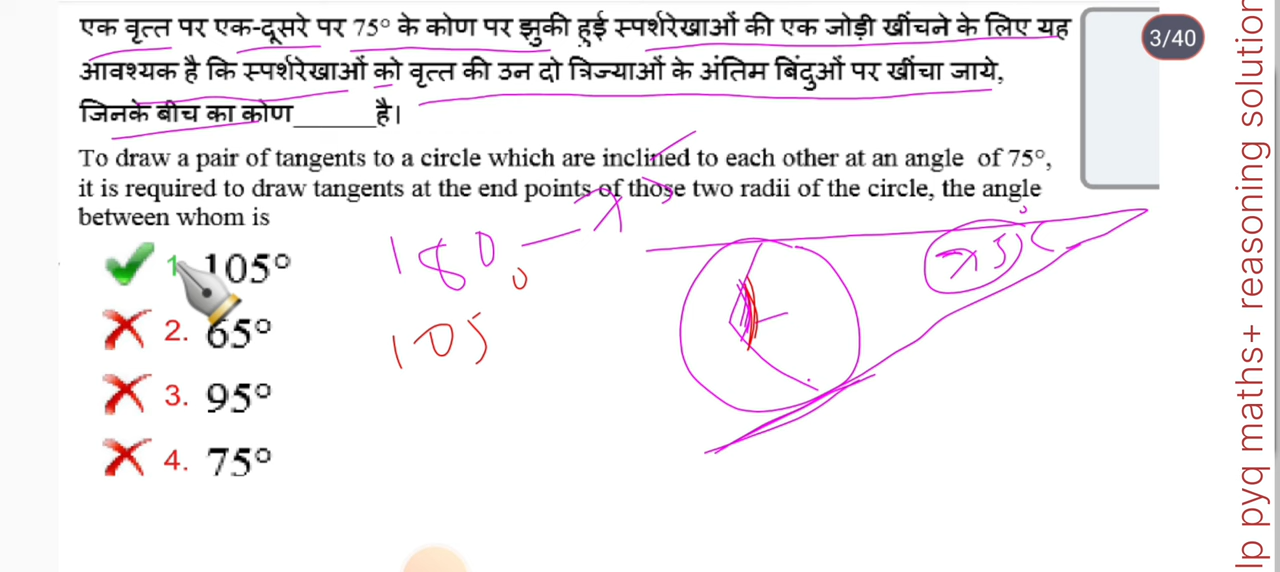 एक वृत्त पर एक-दूसरे पर 75° के कोण पर झुकी हुई स्पर्शरेखाओं की एक जोड़ी खींचने के लिए यह
आवश्यक है कि स्पर्शरेखाओं को वृत्त की उन दो त्रिज्याओं के अंतिम बिंदुओं पर खींचा जाये,
जिनके बीच का कोण______है।
3/40
To draw a pair of tangents to a circle which are inclined to each other at an angle of 75°,
it is required to draw tangents at the end points of those two radii of the circle, the angle
between whom is
1. 105°
2. 65°
3. 95°
4. 75°
180 —
105
lp pyq maths+ reasoning solution